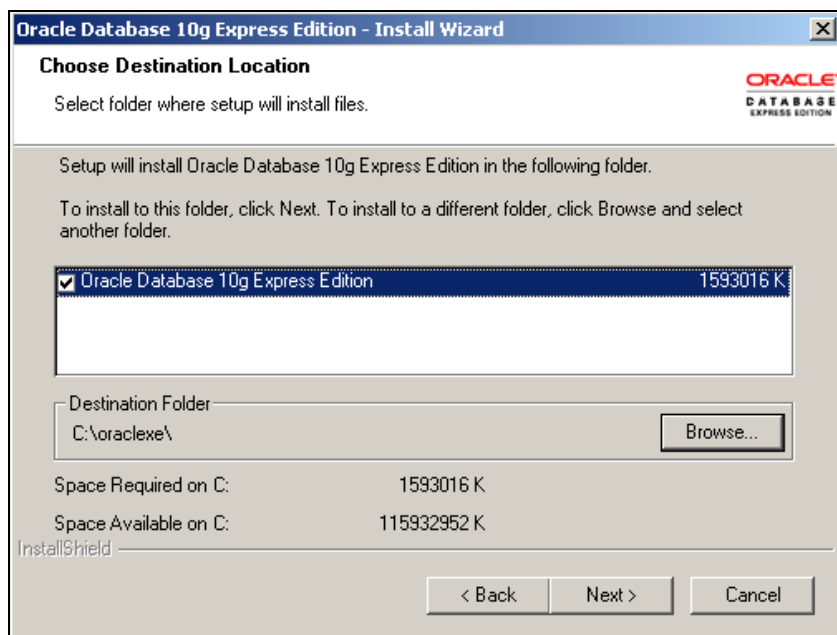 Oracle Database 10g Express Edition - Install Wizard
Choose Destination Location
Select folder where setup will install files.
ORACLE
DATABASE
EXPRESS EDITION
Setup will install Oracle Database 10g Express Edition in the following folder.
To install to this folder, click Next. To install to a different folder, click Browse and select
another folder.
Oracle Database 10g Express Edition 1593016 K
Destination Folder
C:\oraclexe\ Browse...
Space Required on C: 1593016 K
Space Available on C: 115932952 K
InstallShield
< Back Next > Cancel